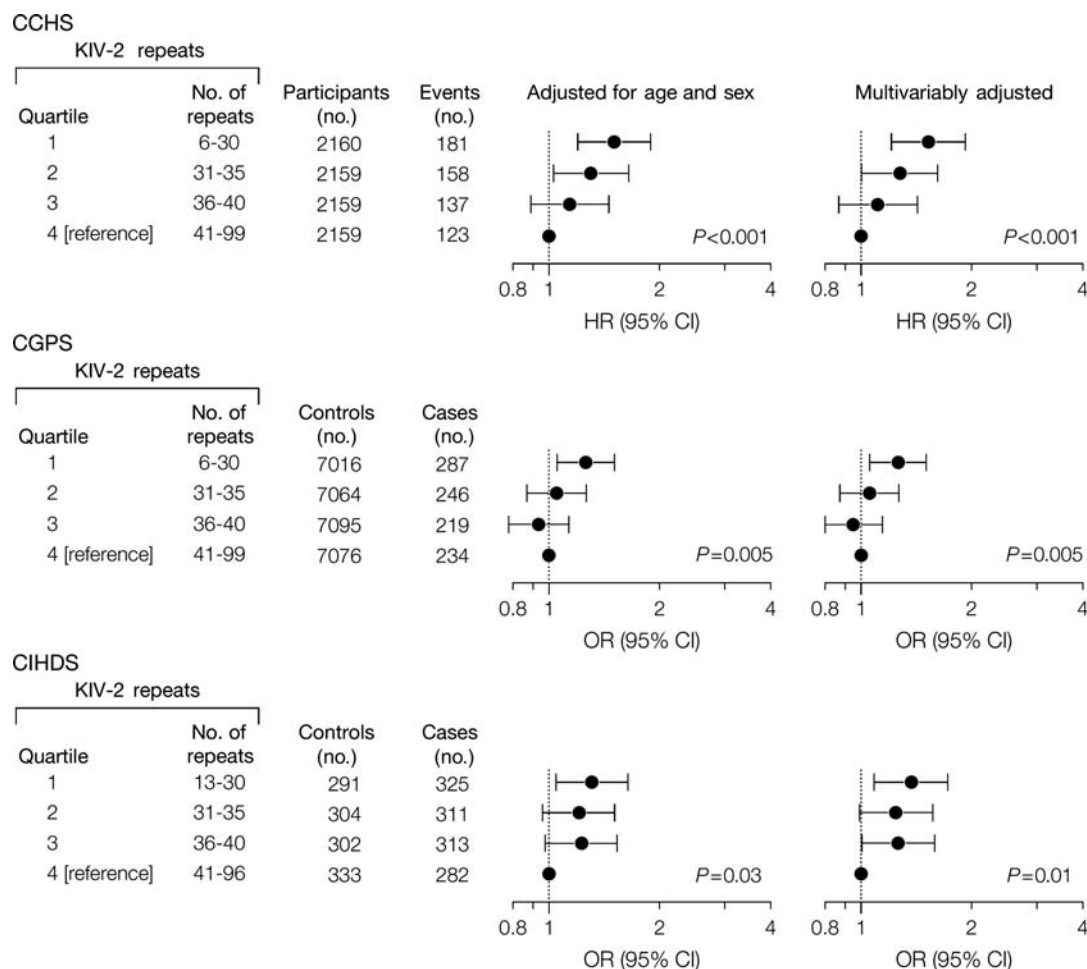 CCHS
KIV-2 repeats
Quartile No. of repeats Participants (no.) Events (no.) Adjusted for age and sex Multivariably adjusted
1 6-30 2160 181
2 31-35 2159 158
3 36-40 2159 137
4 [reference] 41-99 2159 123 P<0.001 P<0.001
0.8 1 2 4 0.8 1 2 4
HR (95% CI) HR (95% CI)
CGPS
KIV-2 repeats
Quartile No. of repeats Controls (no.) Cases (no.)
1 6-30 7016 287
2 31-35 7064 246
3 36-40 7095 219
4 [reference] 41-99 7076 234 P=0.005 P=0.005
0.8 1 2 4 0.8 1 2 4
OR (95% CI) OR (95% CI)
CIHDS
KIV-2 repeats
Quartile No. of repeats Controls (no.) Cases (no.)
1 13-30 291 325
2 31-35 304 311
3 36-40 302 313
4 [reference] 41-96 333 282 P=0.03 P=0.01
0.8 1 2 4 0.8 1 2 4
OR (95% CI) OR (95% CI)